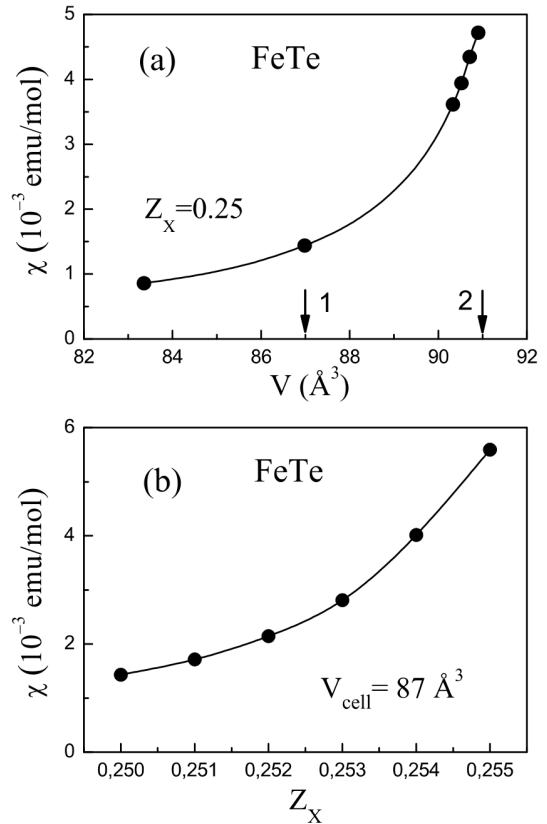 5
4
3
2
1
0
χ (10⁻³ emu/mol)
(a)
FeTe
Z_X=0.25
1
2
82
84
86
88
90
92
V (Å³)
6
4
2
0
χ (10⁻³ emu/mol)
(b)
FeTe
V_cell= 87 Å³
0,250
0,251
0,252
0,253
0,254
0,255
Z_X